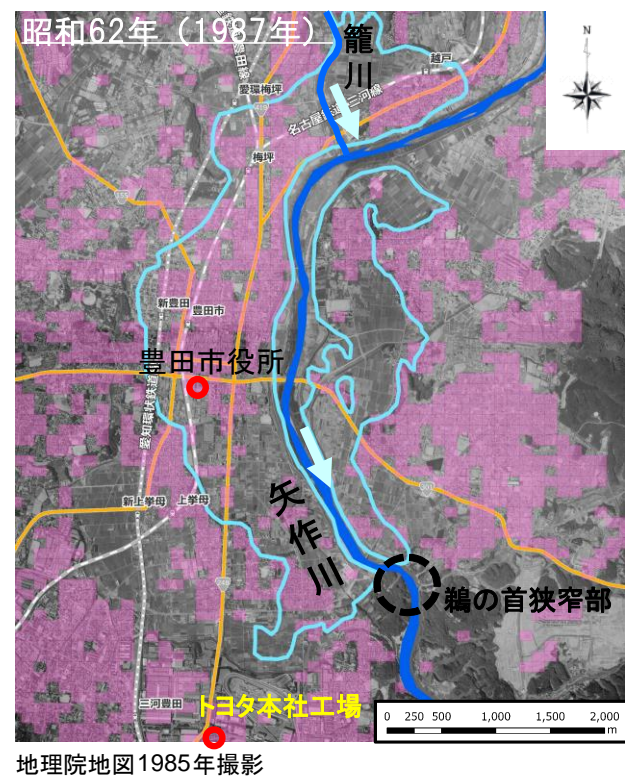 昭和62年（1987年）
籠川
越戸
愛環梅坪
名古屋鉄道三河線
梅坪
153
新豊田
豊田市
豊田市役所
愛知環状鉄道
301
新上挙母
上挙母
矢作川
248
鵜の首狭窄部
三河豊田
トヨタ本社工場
N
0 250 500 1,000 1,500 2,000
m
地理院地図1985年撮影